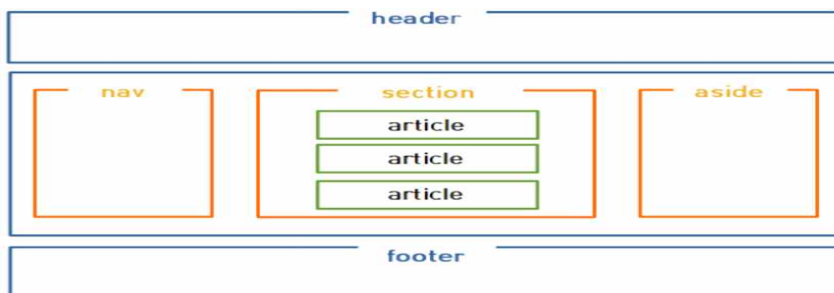 header
nav
section
aside
article
article
article
footer